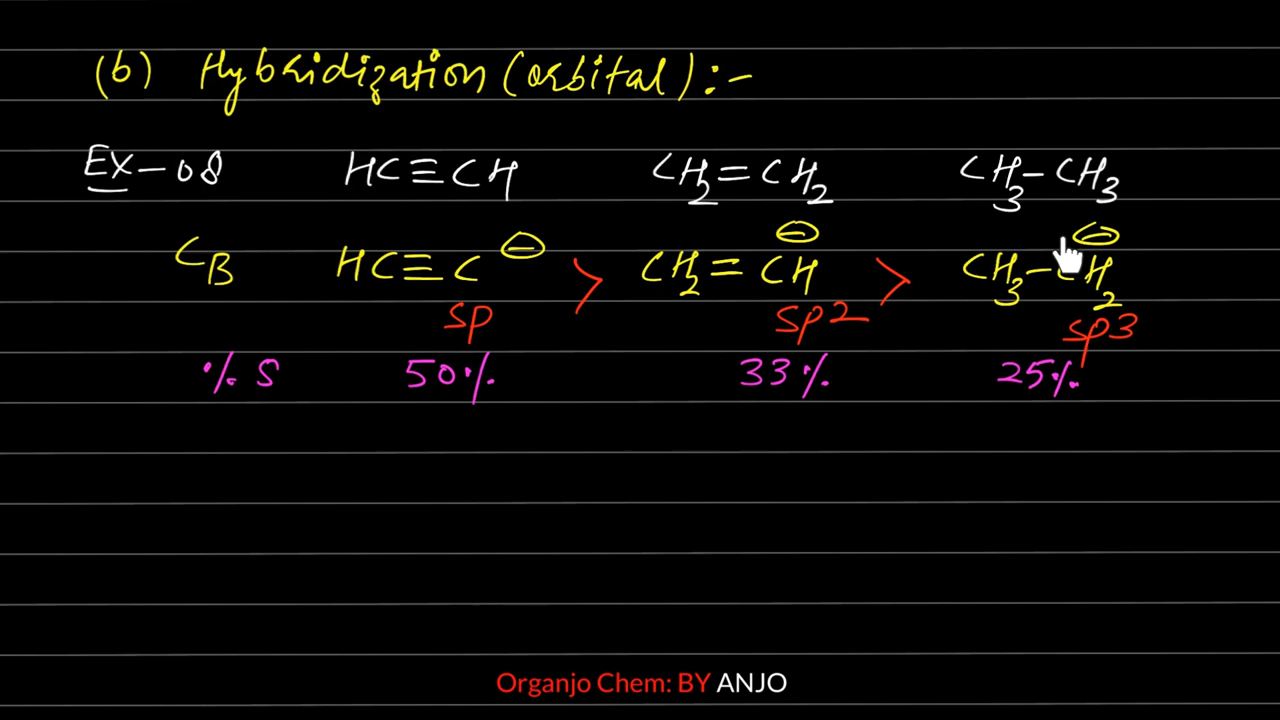 (b) Hybridization (orbital) :-
EX-08 HC≡CH CH₂=CH₂ CH₃-CH₃
CB HC≡C⊖ > CH₂=CH⊖ > CH₃-CH₂⊖
sp sp2 sp3
% S 50% 33% 25%
Organjo Chem: BY ANJO